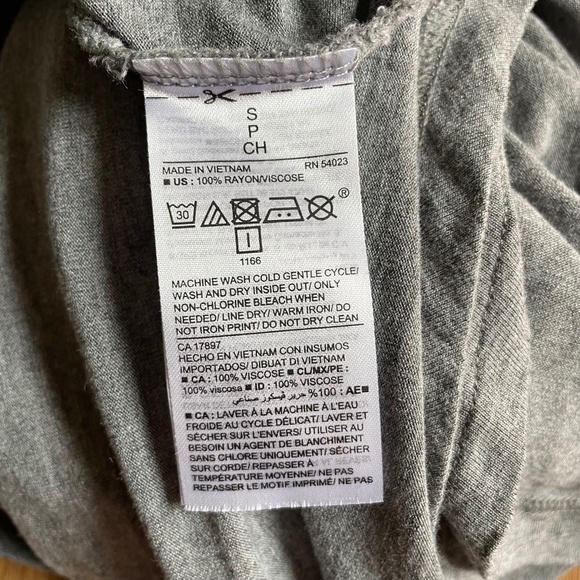 S
P
CH
MADE IN VIETNAM RN 54023
■ US : 100% RAYON/VISCOSE
30 ®
1166
MACHINE WASH COLD GENTLE CYCLE/
WASH AND DRY INSIDE OUT/ ONLY
NON-CHLORINE BLEACH WHEN
NEEDED/ LINE DRY/ WARM IRON/ DO
NOT IRON PRINT/ DO NOT DRY CLEAN
CA 17897
HECHO EN VIETNAM CON INSUMOS
IMPORTADOS/ DIBUAT DI VIETNAM
■ CA : 100% VISCOSE ■ CL/MX/PE :
100% viscosa ■ ID : 100% VISCOSE
■ AE : 100% حرير فيسكوز صناعي
■ CA : LAVER À LA MACHINE À L'EAU
FROIDE AU CYCLE DÉLICAT/ LAVER ET
SÉCHER SUR L'ENVERS/ UTILISER AU
BESOIN UN AGENT DE BLANCHIMENT
SANS CHLORE UNIQUEMENT/ SÉCHER
SUR CORDE/ REPASSER À
TEMPÉRATURE MOYENNE/ NE PAS
REPASSER LE MOTIF IMPRIMÉ/ NE PAS